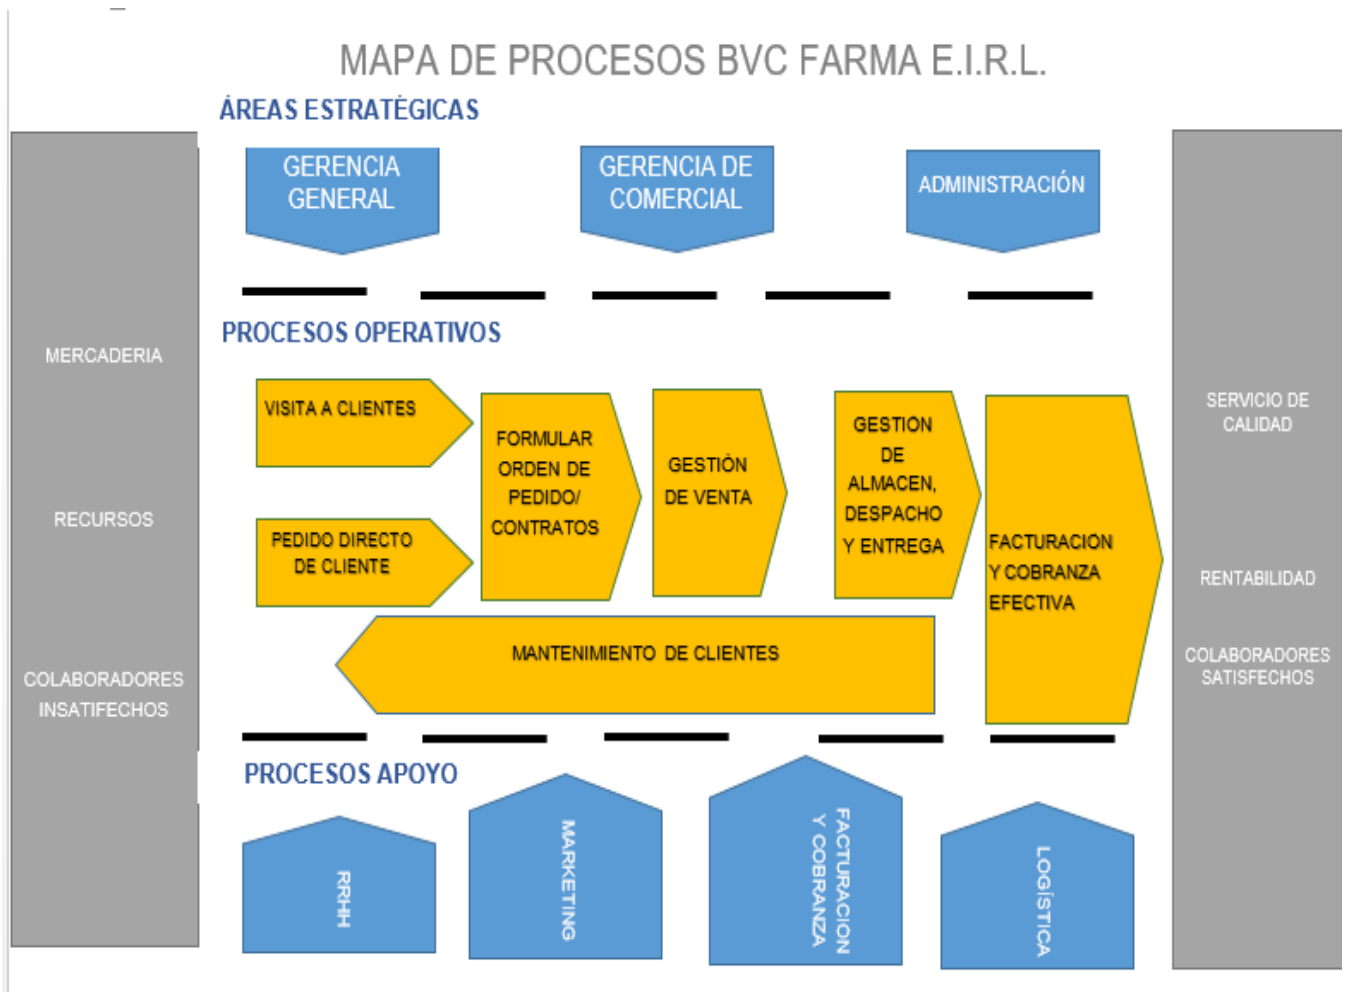 MAPA DE PROCESOS BVC FARMA E.I.R.L.
ÁREAS ESTRATÉGICAS
GERENCIA
GENERAL
GERENCIA DE
COMERCIAL
ADMINISTRACIÓN
PROCESOS OPERATIVOS
MERCADERIA
RECURSOS
COLABORADORES
INSATIFECHOS
VISITA A CLIENTES
PEDIDO DIRECTO
DE CLIENTE
FORMULAR
ORDEN DE
PEDIDO/
CONTRATOS
GESTIÓN
DE VENTA
GESTIÓN
DE
ALMACEN,
DESPACHO
Y ENTREGA
FACTURACIÓN
Y COBRANZA
EFECTIVA
MANTENIMIENTO DE CLIENTES
SERVICIO DE
CALIDAD
RENTABILIDAD
COLABORADORES
SATISFECHOS
PROCESOS APOYO
RRHH
MARKETING
FACTURACION
Y COBRANZA
LOGÍSTICA